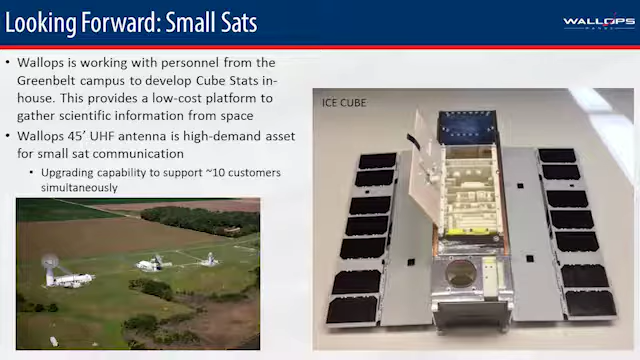 Looking Forward: Small Sats
WALLOPS
• Wallops is working with personnel from the
Greenbelt campus to develop Cube Stats in-
house. This provides a low-cost platform to
gather scientific information from space
• Wallops 45’ UHF antenna is high-demand asset
for small sat communication
• Upgrading capability to support ~10 customers
simultaneously
ICE CUBE